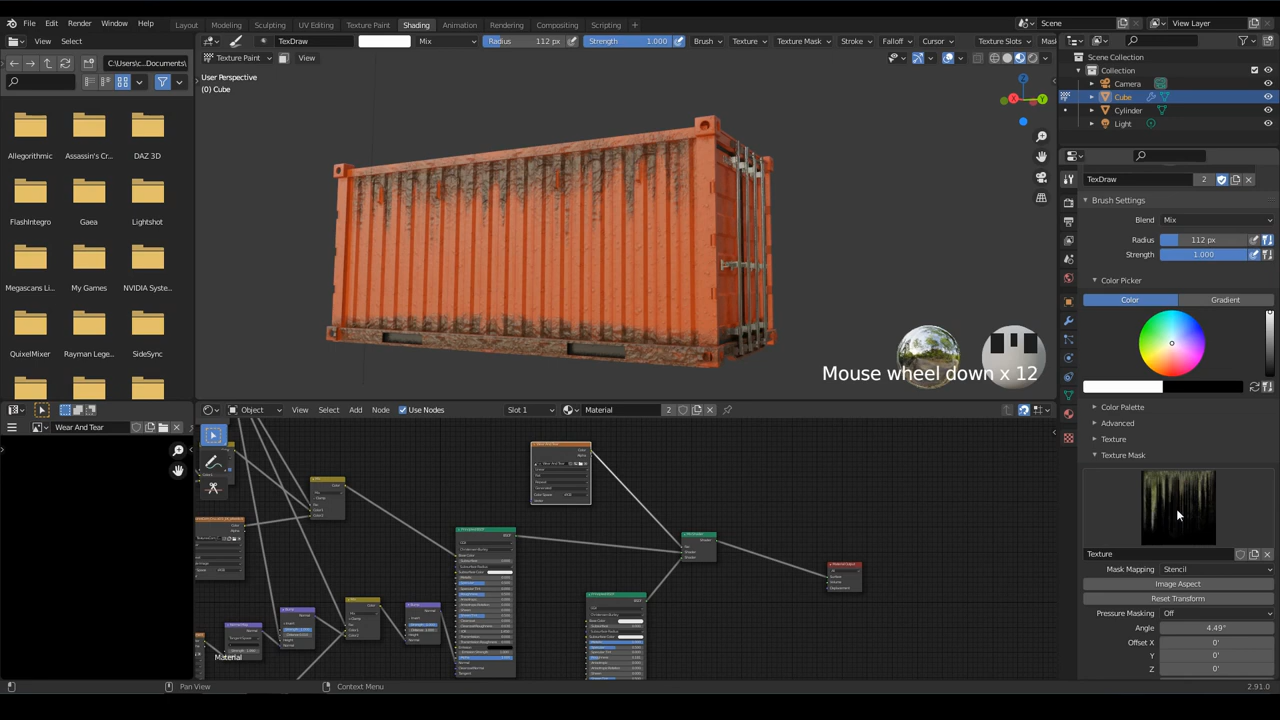 File Edit Render Window Help Layout Modeling Sculpting UV Editing Texture Paint Shading Animation Rendering Compositing Scripting + Scene View Layer
View Select TexDraw Mix Radius 112 px Strength 1.000 Brush Texture Texture Mask Stroke Falloff Cursor Texture Slots Mask
C:\c...Documents\ Texture Paint View
User Perspective
(0) Cube
Scene Collection
Collection
Camera
Cube
Cylinder
Light
Allegorithmic Assassin's Cr... DAZ 3D
FlashIntegro Gaea Lightshot
Megascans Li... My Games NVIDIA Syste...
QuixelMixer Rayman Lege... SideSync
Mouse wheel down x 12
TexDraw 2
Brush Settings
Blend Mix
Radius 112 px
Strength 1.000
Color Picker
Color Gradient
Color Palette
Advanced
Texture
Texture Mask
Texture
Mask Mapping Stencil
Image Aspect
Reset Transform
Pressure Masking Off
Angle 4.49°
Offset X 0'
Y 0'
Z 0'
Object View Select Add Node Use Nodes Slot 1 Material 2
Wear And Tear
Material
Pan View Context Menu 2.91.0